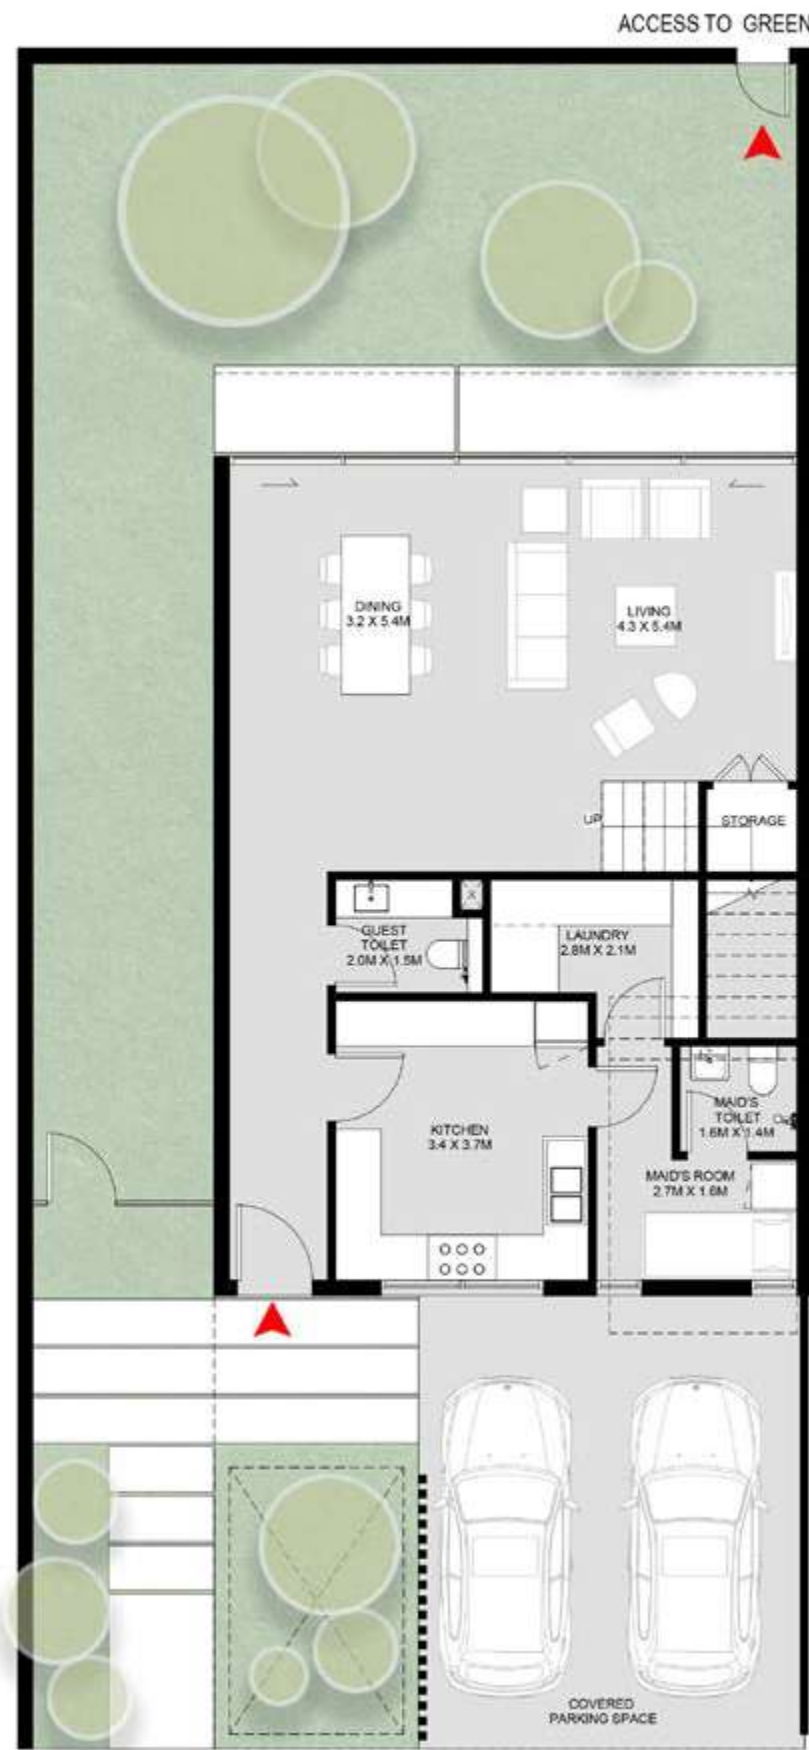 ACCESS TO GREEN
DINING
3.2 X 5.4M
LIVING
4.3 X 5.4M
UP
STORAGE
GUEST
TOILET
2.0M X 1.5M
LAUNDRY
2.8M X 2.1M
KITCHEN
3.4 X 3.7M
MAID'S
TOILET
1.6M X 1.4M
MAID'S ROOM
2.7M X 1.6M
COVERED
PARKING SPACE